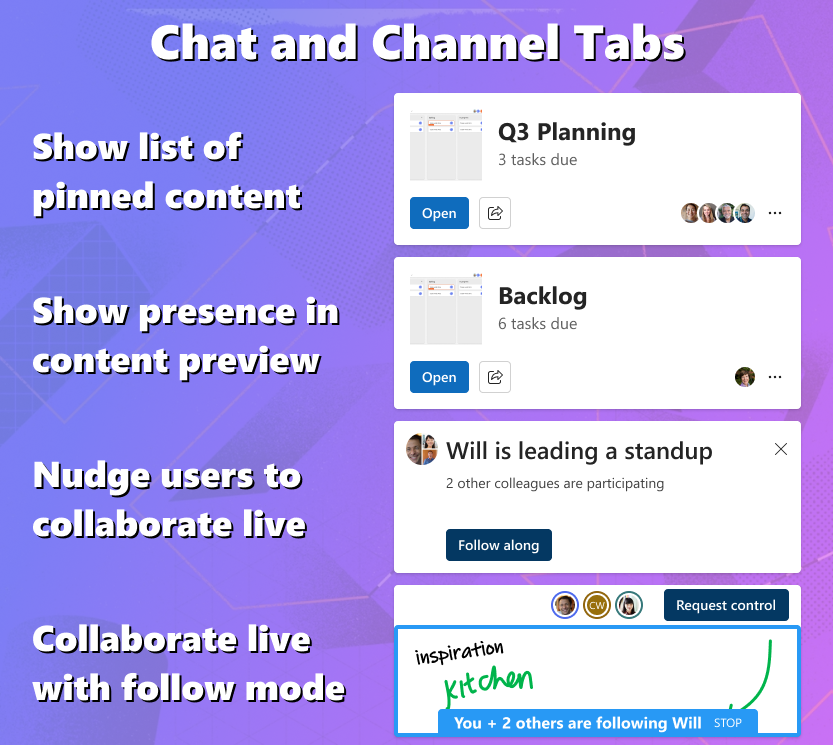 Chat and Channel Tabs
Show list of
pinned content
Q3 Planning
3 tasks due
Open
Show presence in
content preview
Backlog
6 tasks due
Open
Nudge users to
collaborate live
Will is leading a standup
2 other colleagues are participating
Follow along
Collaborate live
with follow mode
CW
Request control
inspiration
kitchen
You + 2 others are following Will STOP